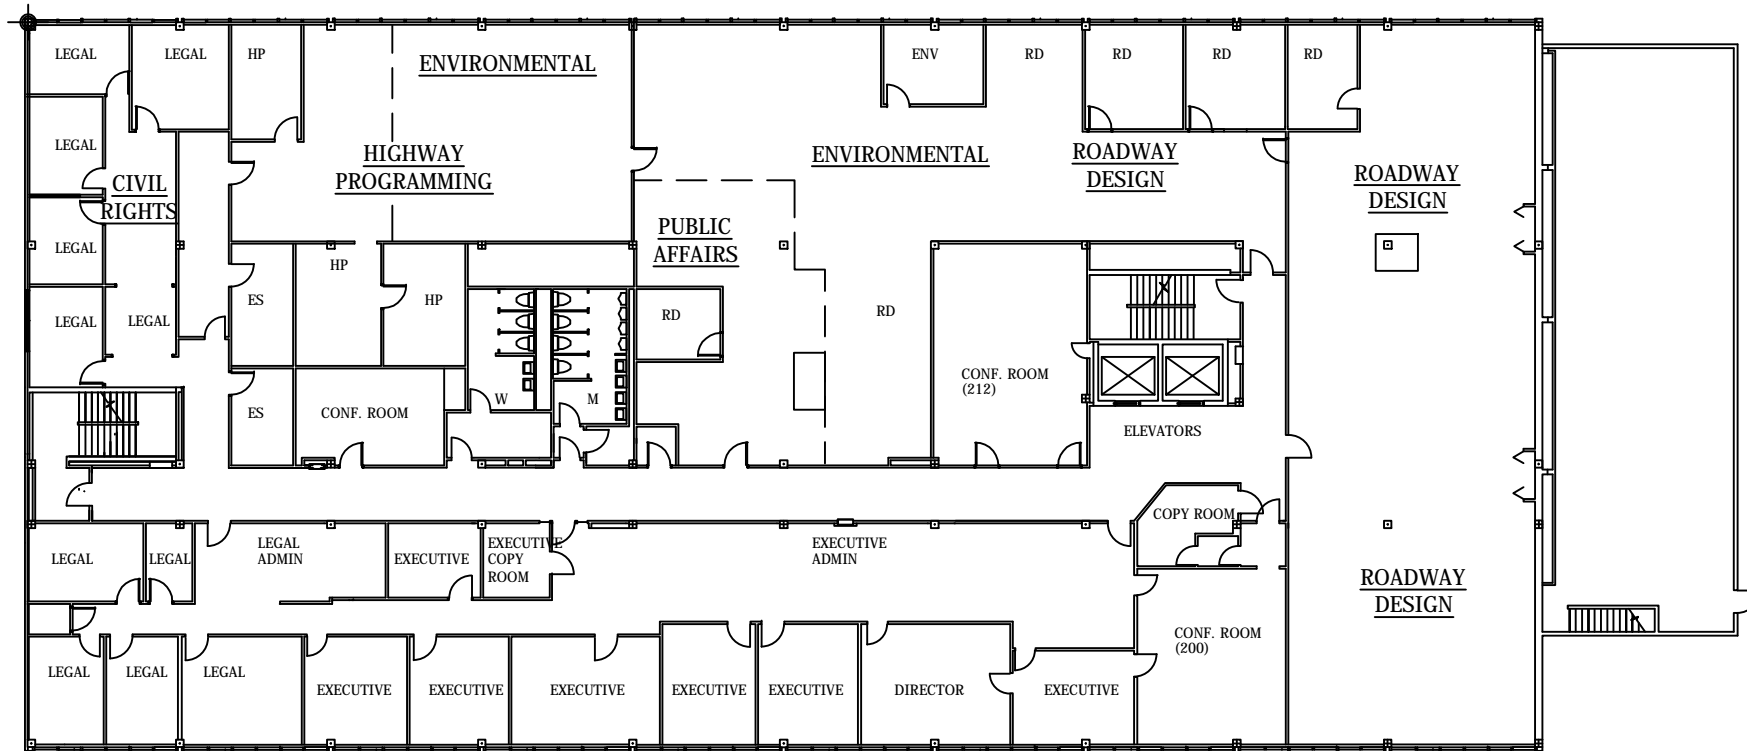 LEGAL
LEGAL
HP
ENVIRONMENTAL
ENV
RD
RD
RD
RD
LEGAL
HIGHWAY
PROGRAMMING
ENVIRONMENTAL
ROADWAY
DESIGN
ROADWAY
DESIGN
CIVIL
RIGHTS
PUBLIC
AFFAIRS
LEGAL
HP
ES
HP
LEGAL
LEGAL
RD
RD
CONF. ROOM
(212)
ES
CONF. ROOM
W
M
ELEVATORS
COPY ROOM
LEGAL
LEGAL
LEGAL
ADMIN
EXECUTIVE
EXECUTIVE
COPY
ROOM
EXECUTIVE
ADMIN
ROADWAY
DESIGN
CONF. ROOM
(200)
LEGAL
LEGAL
LEGAL
EXECUTIVE
EXECUTIVE
EXECUTIVE
EXECUTIVE
EXECUTIVE
DIRECTOR
EXECUTIVE